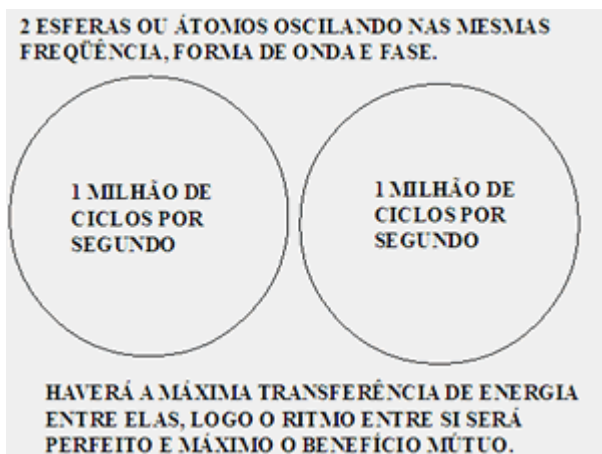 2 ESFERAS OU ÁTOMOS OSCILANDO NAS MESMAS
FREQÜÊNCIA, FORMA DE ONDA E FASE.
1 MILHÃO DE
CICLOS POR
SEGUNDO
1 MILHÃO DE
CICLOS POR
SEGUNDO
HAVERÁ A MÁXIMA TRANSFERÊNCIA DE ENERGIA
ENTRE ELAS, LOGO O RITMO ENTRE SI SERÁ
PERFEITO E MÁXIMO O BENEFÍCIO MÚTUO.